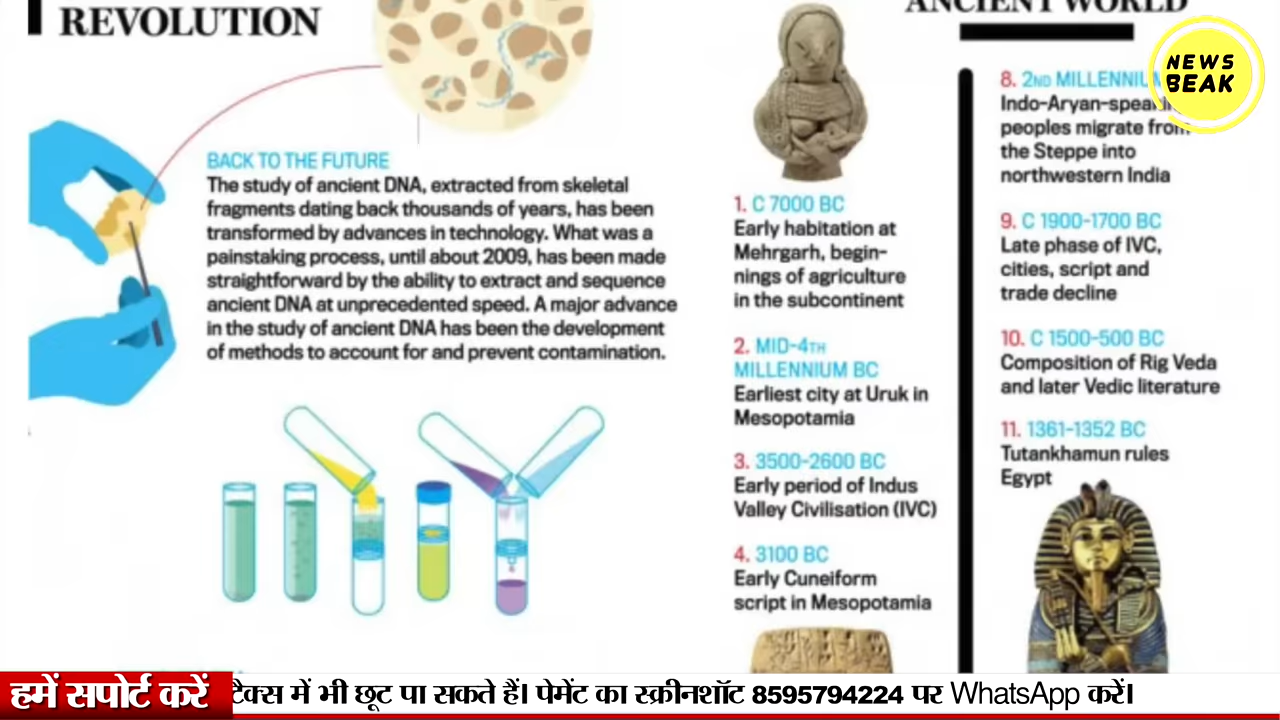 REVOLUTION
BACK TO THE FUTURE
The study of ancient DNA, extracted from skeletal
fragments dating back thousands of years, has been
transformed by advances in technology. What was a
painstaking process, until about 2009, has been made
straightforward by the ability to extract and sequence
ancient DNA at unprecedented speed. A major advance
in the study of ancient DNA has been the development
of methods to account for and prevent contamination.
ANCIENT WORLD
1. C 7000 BC
Early habitation at
Mehrgarh, begin-
nings of agriculture
in the subcontinent
2. MID-4TH
MILLENNIUM BC
Earliest city at Uruk in
Mesopotamia
3. 3500-2600 BC
Early period of Indus
Valley Civilisation (IVC)
4. 3100 BC
Early Cuneiform
script in Mesopotamia
8. 2ND MILLENNIUM
Indo-Aryan-speaking
peoples migrate from
the Steppe into
northwestern India
9. C 1900-1700 BC
Late phase of IVC,
cities, script and
trade decline
10. C 1500-500 BC
Composition of Rig Veda
and later Vedic literature
11. 1361-1352 BC
Tutankhamun rules
Egypt
NEWS
BEAK
हमें सपोर्ट करें
टैक्स में भी छूट पा सकते हैं। पेमेंट का स्क्रीनशॉट 8595794224 पर WhatsApp करें।